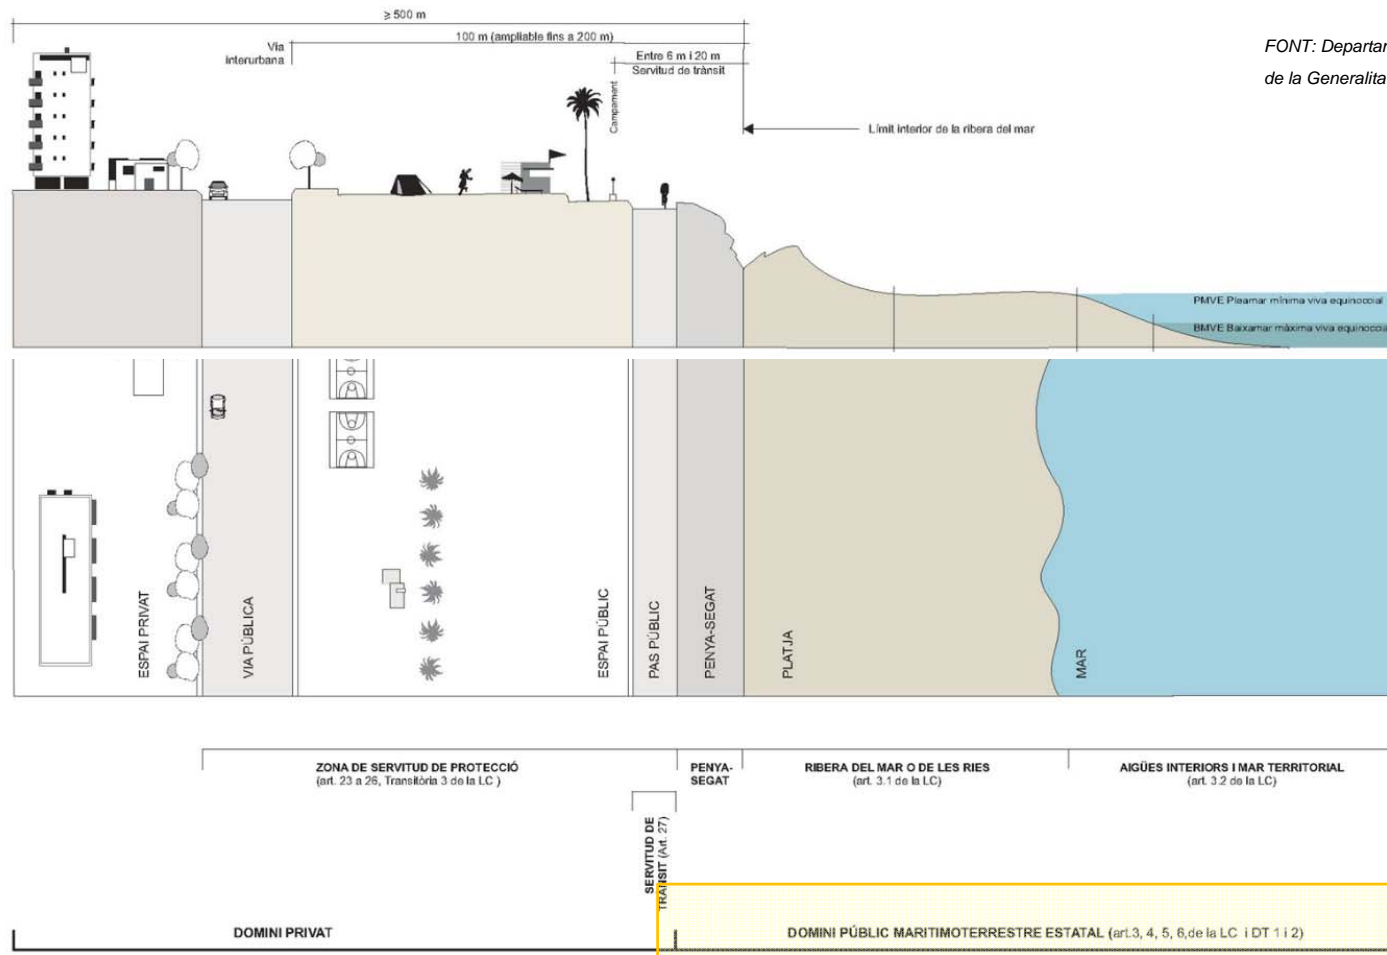 ≥ 500 m
100 m (ampliable fins a 200 m)
Via
interurbana
Entre 6 m i 20 m
Servitud de trànsit
Campament
FONT: Departa
de la Generalita
Límit interior de la ribera del mar
PMVE Pleamar mínima viva equinoccial
BMVE Baixamar màxima viva equinoccia
ESPAI PRIVAT
VIA PÚBLICA
ESPAI PÚBLIC
PAS PÚBLIC
PENYA-SEGAT
PLATJA
MAR
ZONA DE SERVITUD DE PROTECCIÓ
(art. 23 a 26, Transitòria 3 de la LC )
PENYA-
SEGAT
RIBERA DEL MAR O DE LES RIES
(art. 3.1 de la LC)
AIGÜES INTERIORS I MAR TERRITORIAL
(art. 3.2 de la LC)
SERVITUD DE
TRÀNSIT (Art. 27)
DOMINI PRIVAT
DOMINI PÚBLIC MARITIMOTERRESTRE ESTATAL (art.3, 4, 5, 6,de la LC i DT 1 i 2)